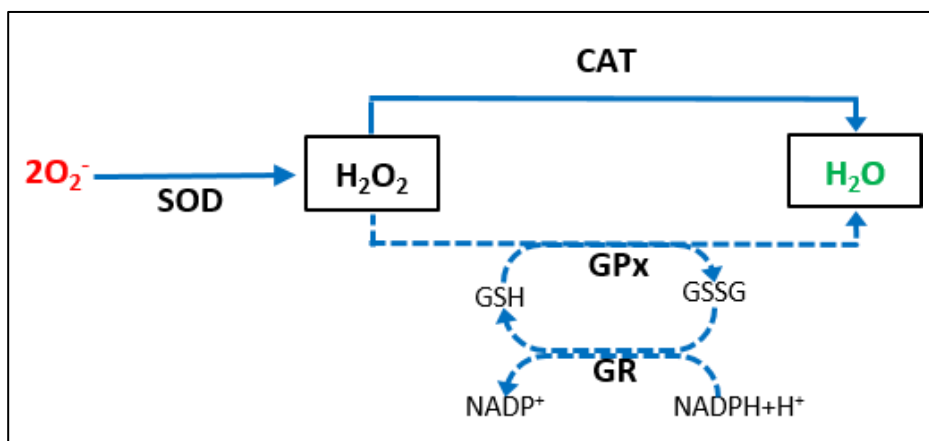 CAT
2O₂⁻
SOD
H₂O₂
H₂O
GPx
GSH
GSSG
GR
NADP⁺
NADPH+H⁺